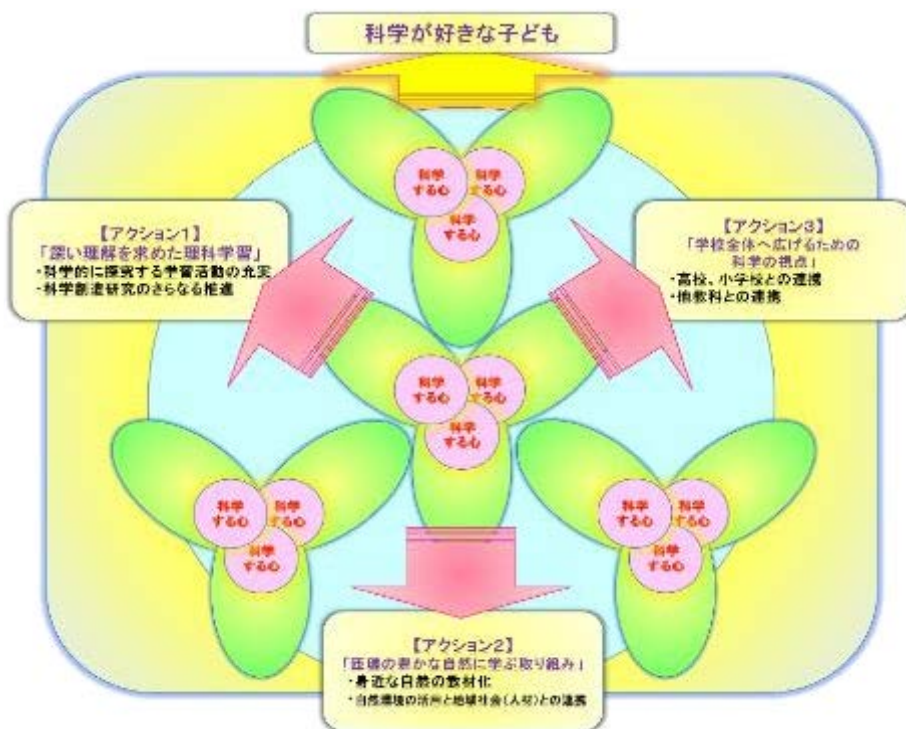 科学が好きな子ども
科学
する心
科学
する心
科学
する心
【アクション1】
「深い理解を求めた理科学習」
・科学的に探究する学習活動の充実
・科学創造研究のさらなる推進
【アクション3】
「学校全体へ広げるための
科学の視点」
・高校、小学校との連携
・他教科との連携
科学
する心
科学
する心
科学
する心
科学
する心
科学
する心
科学
する心
科学
する心
科学
する心
科学
する心
【アクション2】
の豊かな自然に学ぶ取り組み」
・身近な自然の教材化
・自然環境の活用と地域社会(人材)との連携